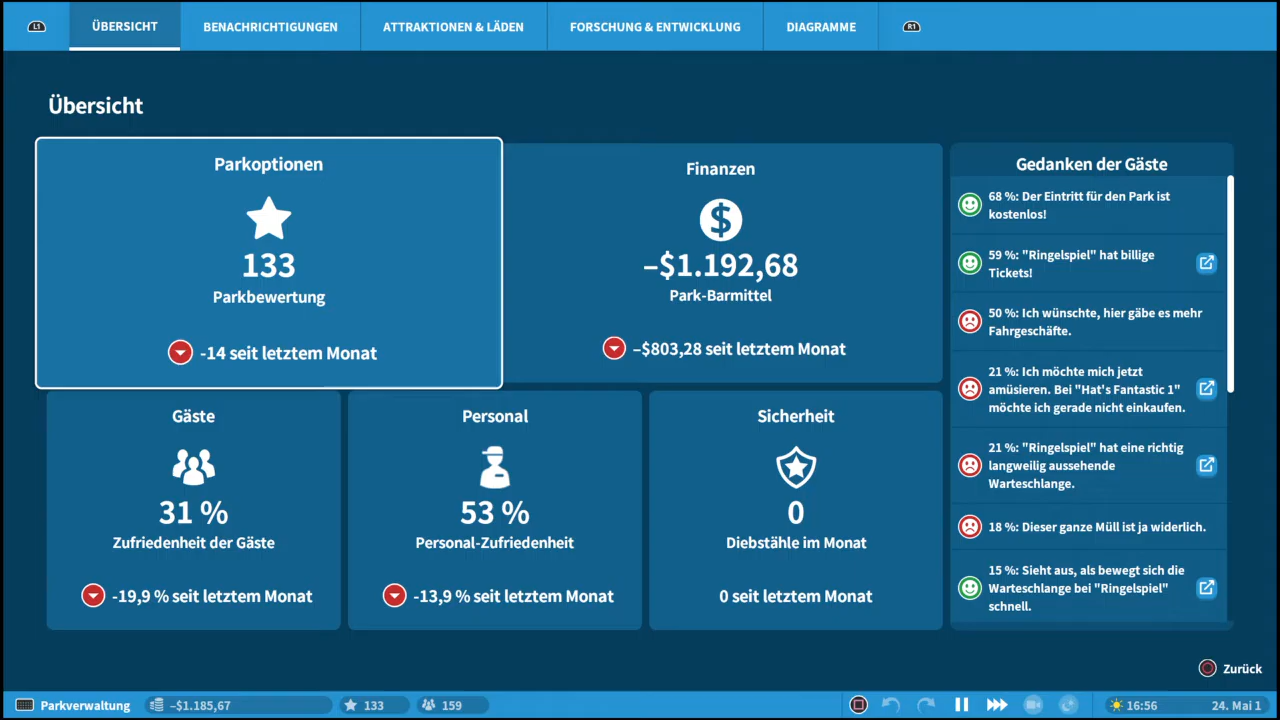 L1
ÜBERSICHT
BENACHRICHTIGUNGEN
ATTRAKTIONEN & LÄDEN
FORSCHUNG & ENTWICKLUNG
DIAGRAMME
R1
Übersicht
Parkoptionen
133
Parkbewertung
-14 seit letztem Monat
Finanzen
$
–$1.192,68
Park-Barmittel
–$803,28 seit letztem Monat
Gäste
31 %
Zufriedenheit der Gäste
-19,9 % seit letztem Monat
Personal
53 %
Personal-Zufriedenheit
-13,9 % seit letztem Monat
Sicherheit
0
Diebstähle im Monat
0 seit letztem Monat
Gedanken der Gäste
68 %: Der Eintritt für den Park ist
kostenlos!
59 %: "Ringelspiel" hat billige
Tickets!
50 %: Ich wünschte, hier gäbe es mehr
Fahrgeschäfte.
21 %: Ich möchte mich jetzt
amüsieren. Bei "Hat's Fantastic 1"
möchte ich gerade nicht einkaufen.
21 %: "Ringelspiel" hat eine richtig
langweilig aussehende
Warteschlange.
18 %: Dieser ganze Müll ist ja widerlich.
15 %: Sieht aus, als bewegt sich die
Warteschlange bei "Ringelspiel"
schnell.
Zurück
Parkverwaltung
–$1.185,67
133
159
16:56
24. Mai 1